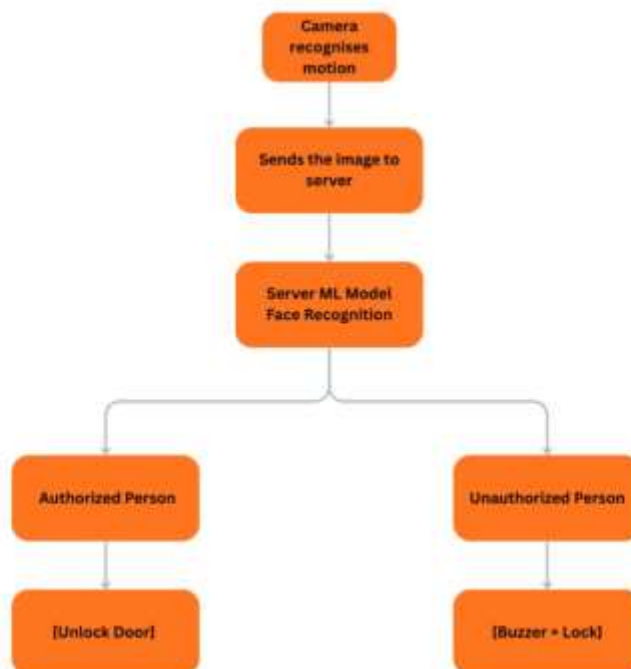 Camera
recognises
motion
Sends the image to
server
Server ML Model
Face Recognition
Authorized Person
Unauthorized Person
[Unlock Door]
[Buzzer + Lock]